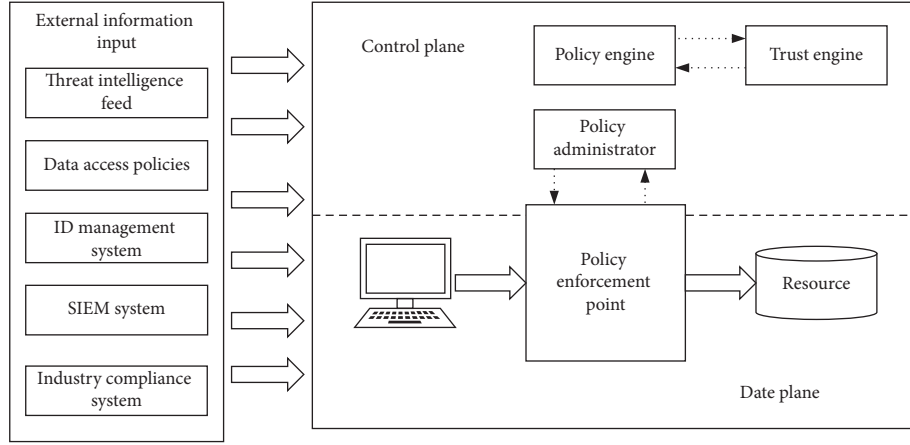 External information
input
Threat intelligence
feed
Data access policies
ID management
system
SIEM system
Industry compliance
system
Control plane
Policy engine
Trust engine
Policy
administrator
Policy
enforcement
point
Resource
Date plane